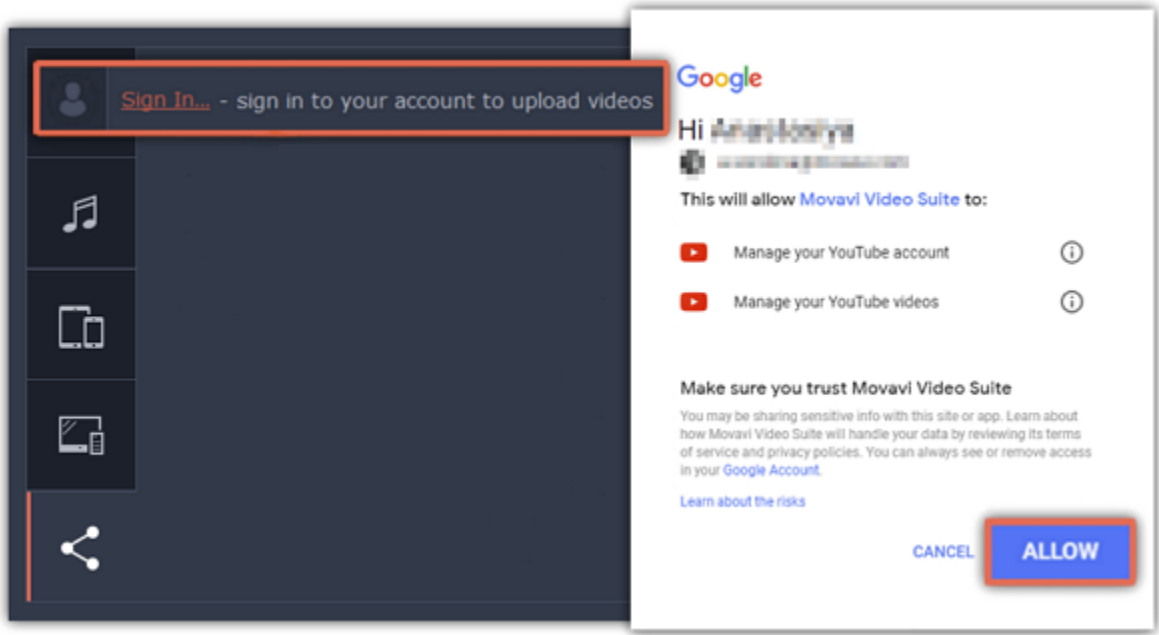 Sign In... - sign in to your account to upload videos
Google
Hi
This will allow Movavi Video Suite to:
Manage your YouTube account
Manage your YouTube videos
Make sure you trust Movavi Video Suite
You may be sharing sensitive info with this site or app. Learn about
how Movavi Video Suite will handle your data by reviewing its terms
of service and privacy policies. You can always see or remove access
in your Google Account.
Learn about the risks
CANCEL
ALLOW